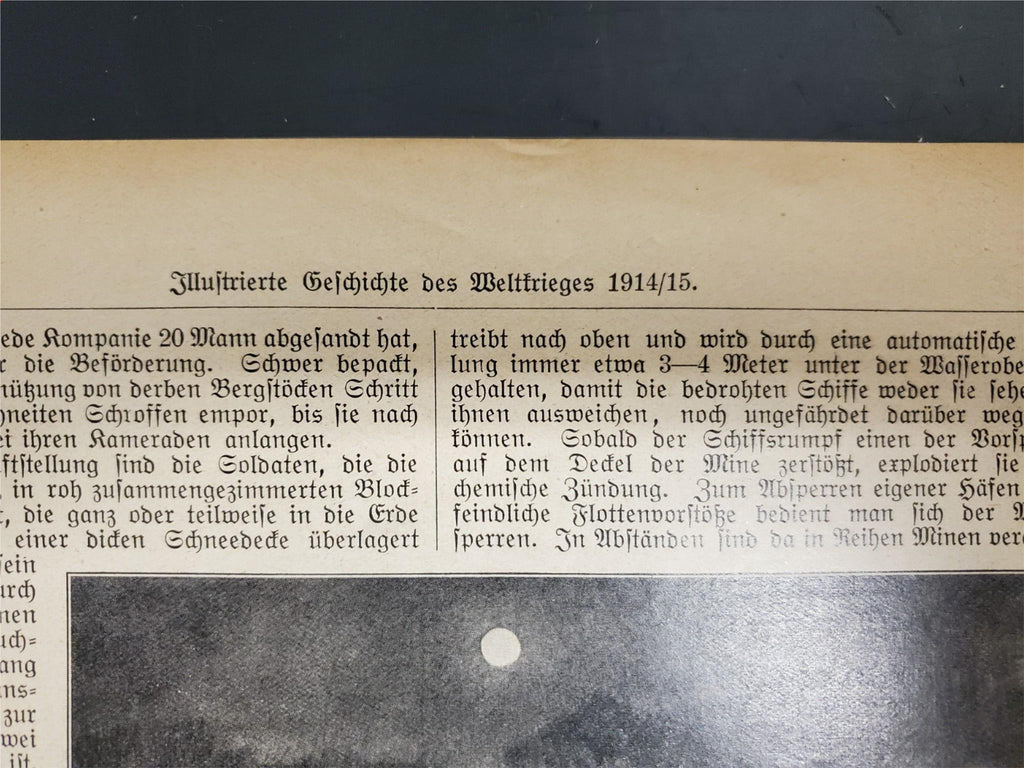 Illustrierte Geschichte des Weltkrieges 1914/15.
ede Kompanie 20 Mann abgesandt hat,
r die Beförderung. Schwer bepackt,
nützung von derben Bergstöcken Schritt
hneiten Schroffen empor, bis sie nach
ei ihren Kameraden anlangen.
ftstellung sind die Soldaten, die die
, in roh zusammengezimmerten Block-
t, die ganz oder teilweise in die Erde
einer dicken Schneedecke überlagert
sein
urch
nen
uch-
ang
ns-
zur
wei
ist.
treibt nach oben und wird durch eine automatische
lung immer etwa 3—4 Meter unter der Wasserobe
gehalten, damit die bedrohten Schiffe weder sie sehe
ihnen ausweichen, noch ungefährdet darüber weg
können. Sobald der Schiffsrumpf einen der Vorsp
auf dem Deckel der Mine zerstößt, explodiert sie
chemische Zündung. Zum Absperren eigener Häfen
feindliche Flottenvorstöße bedient man sich der M
sperren. In Abständen sind da in Reihen Minen vera